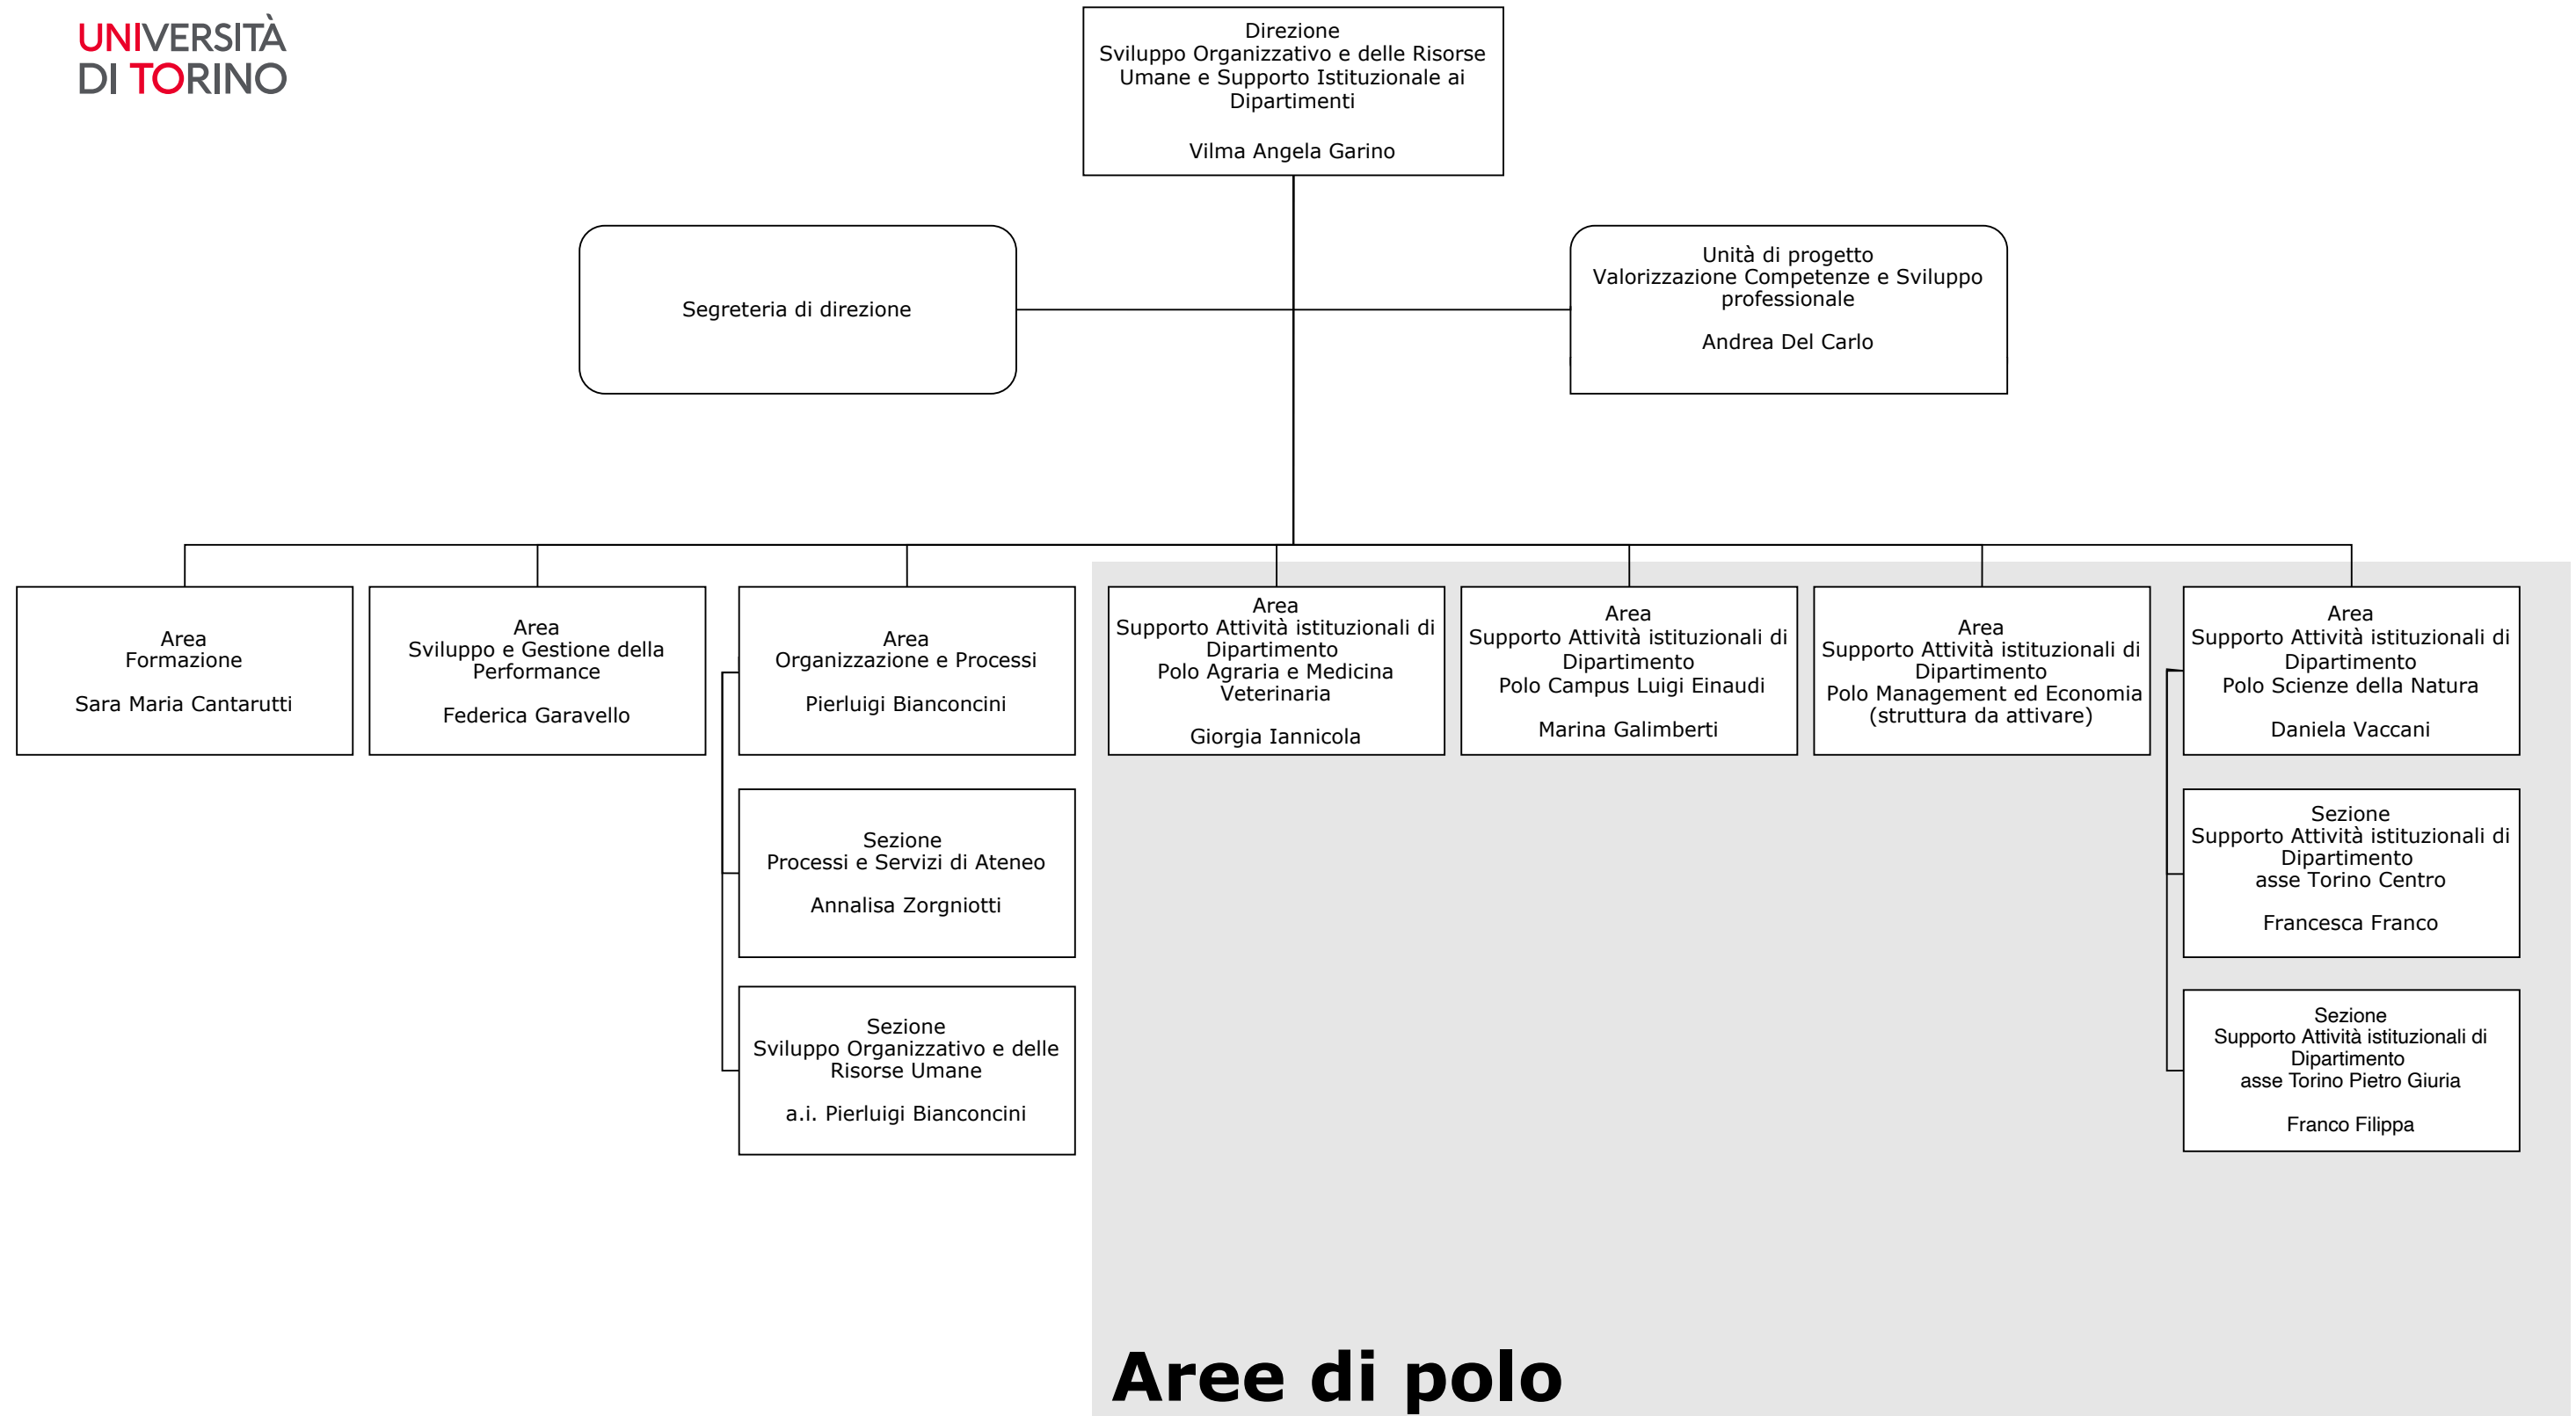 UNIVERSITÀ
DI TORINO
Direzione
Sviluppo Organizzativo e delle Risorse
Umane e Supporto Istituzionale ai
Dipartimenti
Vilma Angela Garino
Segreteria di direzione
Unità di progetto
Valorizzazione Competenze e Sviluppo
professionale
Andrea Del Carlo
Area
Formazione
Sara Maria Cantarutti
Area
Sviluppo e Gestione della
Performance
Federica Garavello
Area
Organizzazione e Processi
Pierluigi Bianconcini
Area
Supporto Attività istituzionali di
Dipartimento
Polo Agraria e Medicina
Veterinaria
Giorgia Iannicola
Area
Supporto Attività istituzionali di
Dipartimento
Polo Campus Luigi Einaudi
Marina Galimberti
Area
Supporto Attività istituzionali di
Dipartimento
Polo Management ed Economia
(struttura da attivare)
Area
Supporto Attività istituzionali di
Dipartimento
Polo Scienze della Natura
Daniela Vaccani
Sezione
Processi e Servizi di Ateneo
Annalisa Zorgniotti
Sezione
Supporto Attività istituzionali di
Dipartimento
asse Torino Centro
Francesca Franco
Sezione
Sviluppo Organizzativo e delle
Risorse Umane
a.i. Pierluigi Bianconcini
Sezione
Supporto Attività istituzionali di
Dipartimento
asse Torino Pietro Giuria
Franco Filippa
Aree di polo